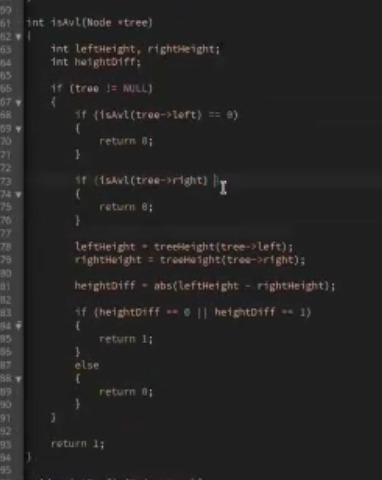 60
61 int isAvl(Node *tree)
62 {
63 int leftHeight, rightHeight;
64 int heightDiff;
65
66 if (tree != NULL)
67 {
68 if (isAvl(tree->left) == 0)
69 {
70 return 0;
71 }
72
73 if (isAvl(tree->right)
74 {
75 return 0;
76 }
77
78 leftHeight = treeHeight(tree->left);
79 rightHeight = treeHeight(tree->right);
80
81 heightDiff = abs(leftHeight - rightHeight);
82
83 if (heightDiff == 0 || heightDiff == 1)
84 {
85 return 1;
86 }
87 else
88 {
89 return 0;
90 }
91 }
92
93 return 1;
94 }
95